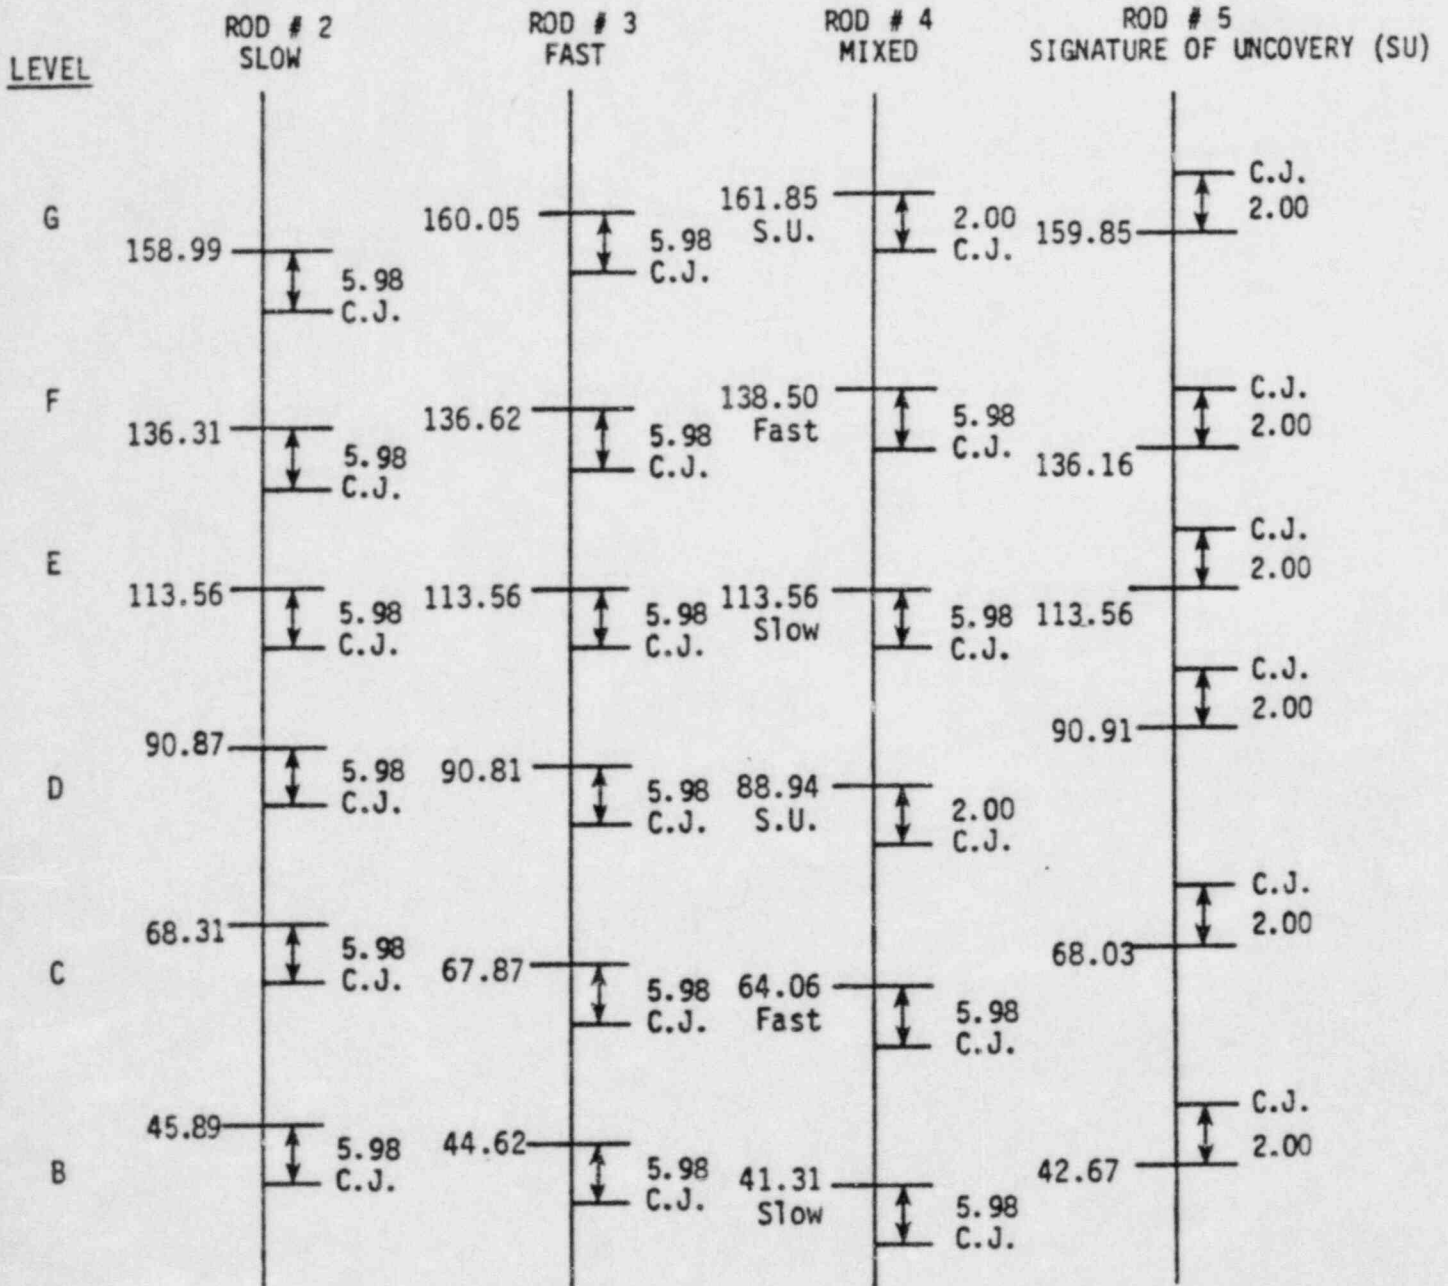 ROD # 2
SLOW
ROD # 3
FAST
ROD # 4
MIXED
ROD # 5
SIGNATURE OF UNCOVERY (SU)
LEVEL
G
158.99
5.98
C.J.
160.05
5.98
C.J.
161.85
S.U.
2.00
C.J.
159.85
C.J.
2.00
F
136.31
5.98
C.J.
136.62
5.98
C.J.
138.50
Fast
5.98
C.J.
136.16
C.J.
2.00
E
113.56
5.98
C.J.
113.56
5.98
C.J.
113.56
Slow
5.98
C.J.
113.56
C.J.
2.00
D
90.87
5.98
C.J.
90.81
5.98
C.J.
88.94
S.U.
2.00
C.J.
90.91
C.J.
2.00
C
68.31
5.98
C.J.
67.87
5.98
C.J.
64.06
Fast
5.98
C.J.
68.03
C.J.
2.00
B
45.89
5.98
C.J.
44.62
5.98
C.J.
41.31
Slow
5.98
C.J.
42.67
C.J.
2.00